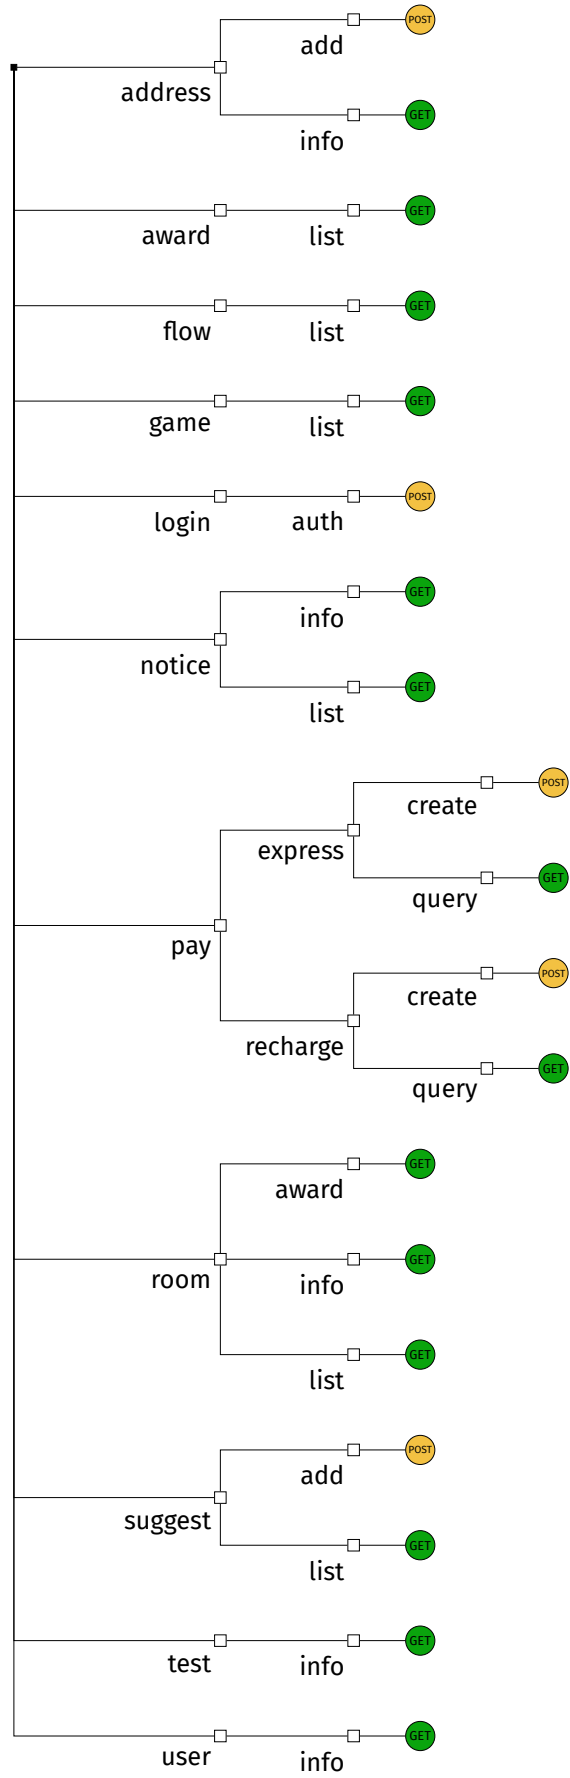 POST
add
address
GET
info
GET
award
list
GET
flow
list
GET
game
list
POST
login
auth
GET
info
notice
GET
list
POST
create
express
GET
query
pay
POST
create
recharge
GET
query
GET
award
GET
room
info
GET
list
POST
add
suggest
GET
list
GET
test
info
GET
user
info